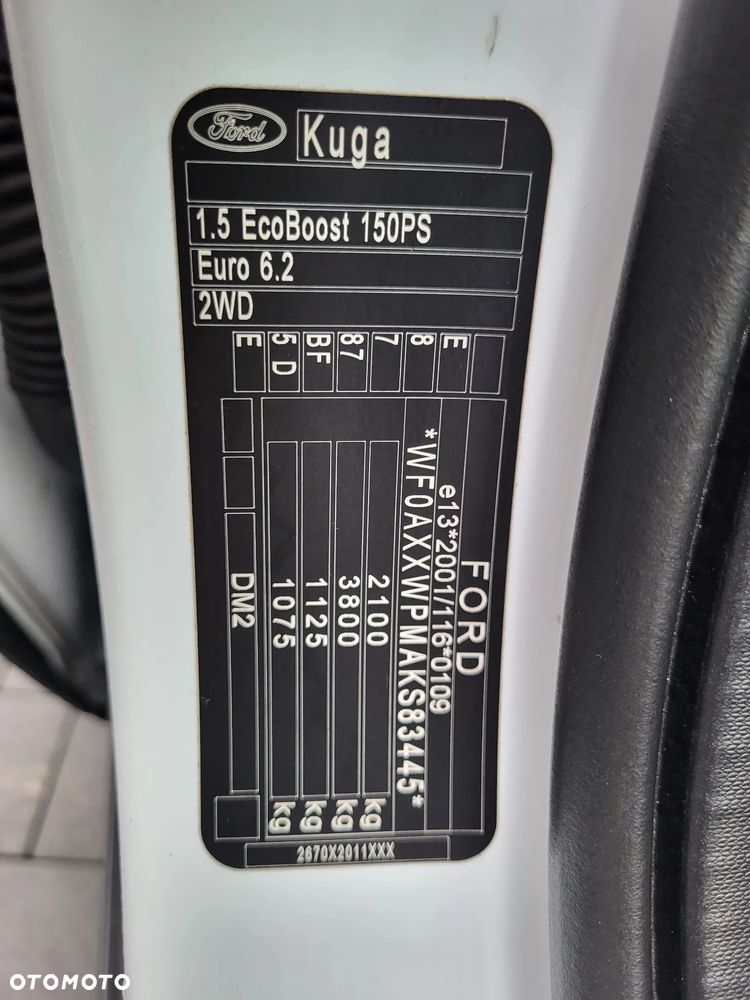 Ford
Kuga
1.5 EcoBoost 150PS
Euro 6.2
2WD
E
8
7
87
BF
5 D
E
FORD
e13*2001/116*0109
*WF0AXXWPMAKS83445*
2100 kg
3800 kg
1125 kg
1075 kg
DM2
2670X2011XXX
OTOMOTO